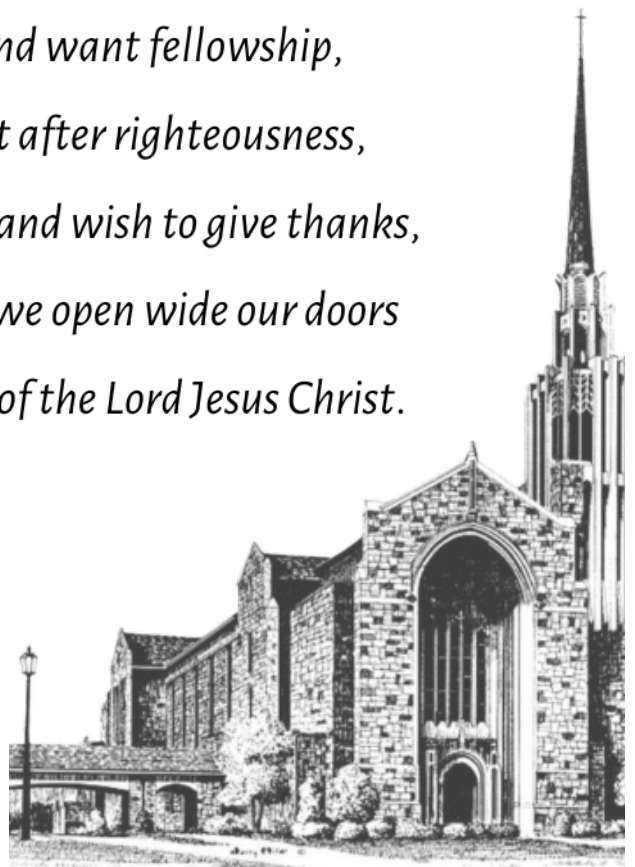 nd want fellowship,
t after righteousness,
and wish to give thanks,
we open wide our doors
of the Lord Jesus Christ.